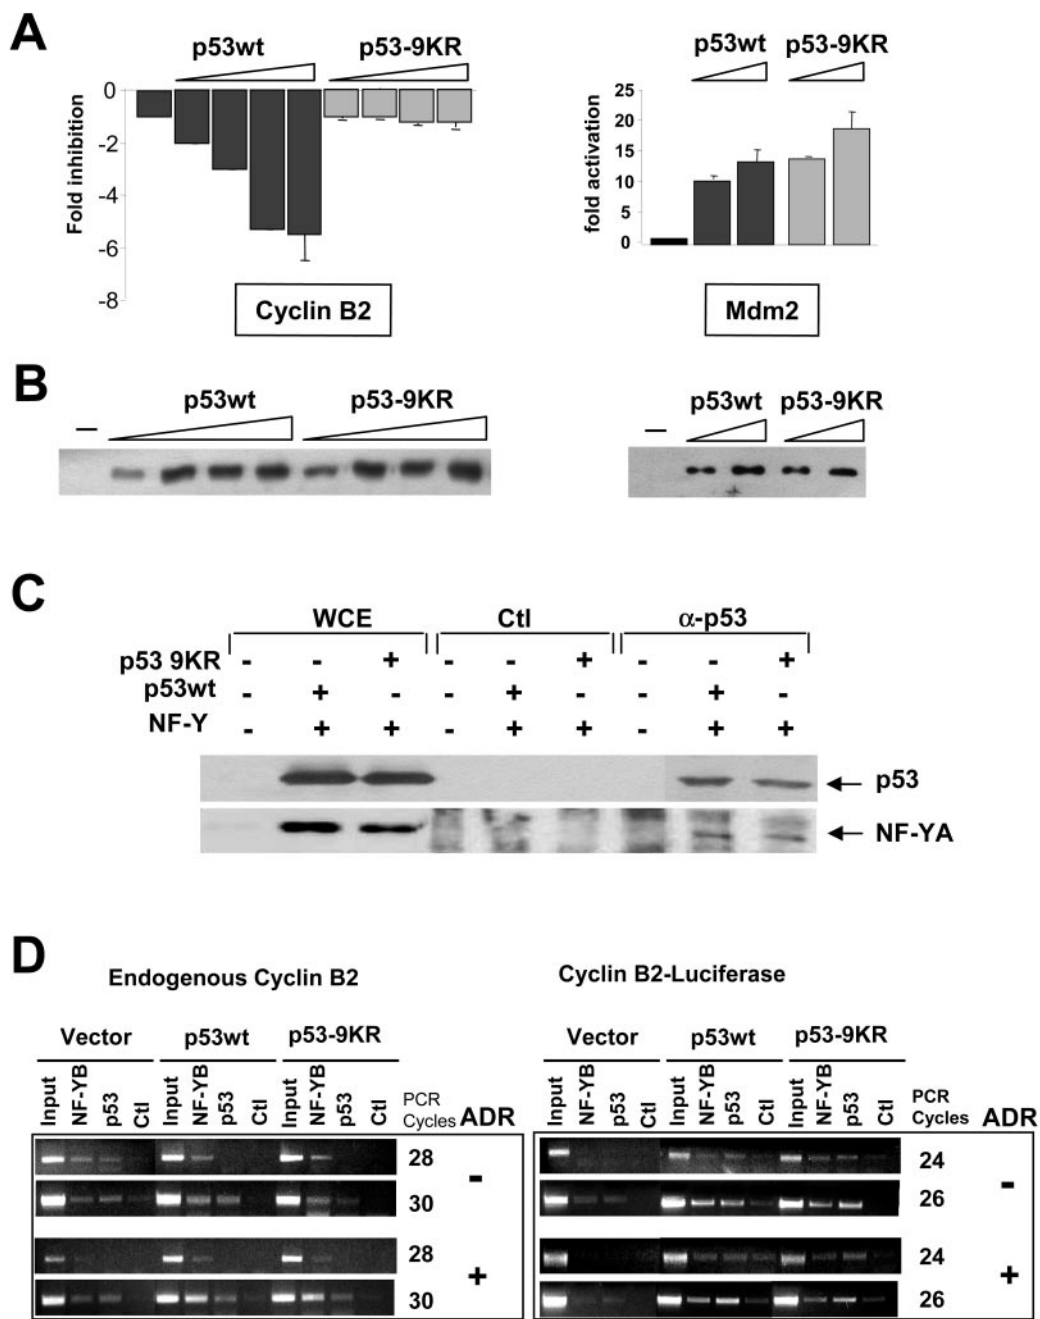 A
p53wt p53-9KR
0
-2
-4
-6
-8
Fold inhibition
Cyclin B2
p53wt p53-9KR
25
20
15
10
5
0
fold activation
Mdm2
B
– p53wt p53-9KR
– p53wt p53-9KR
C
WCE Ctl α-p53
p53 9KR - - + - - + - - +
p53wt - + - - + - - + -
NF-Y - + + - + + - + +
p53
NF-YA
D
Endogenous Cyclin B2
Vector p53wt p53-9KR
Input NF-YB p53 Ctl Input NF-YB p53 Ctl Input NF-YB p53 Ctl PCR Cycles ADR
28
30
-
28
30
+
Cyclin B2-Luciferase
Vector p53wt p53-9KR
Input NF-YB p53 Ctl Input NF-YB p53 Ctl Input NF-YB p53 Ctl PCR Cycles ADR
24
26
-
24
26
+